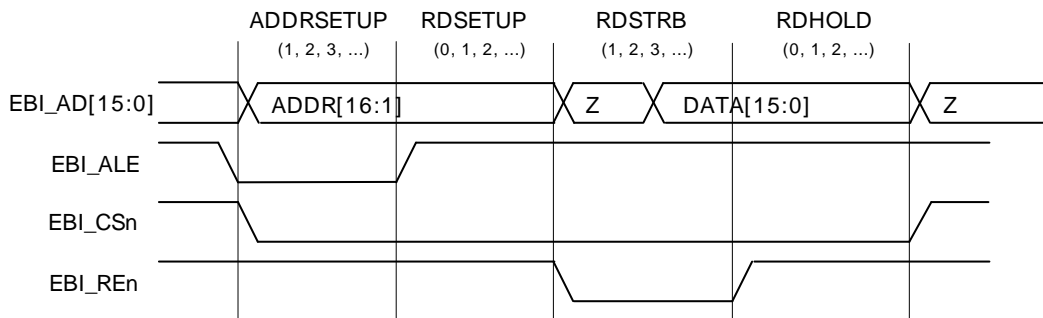 ADDRSETUP RDSETUP RDSTRB RDHOLD
(1, 2, 3, ...) (0, 1, 2, ...) (1, 2, 3, ...) (0, 1, 2, ...)
EBI_AD[15:0] ADDR[16:1] Z DATA[15:0] Z
EBI_ALE
EBI_CSn
EBI_REn